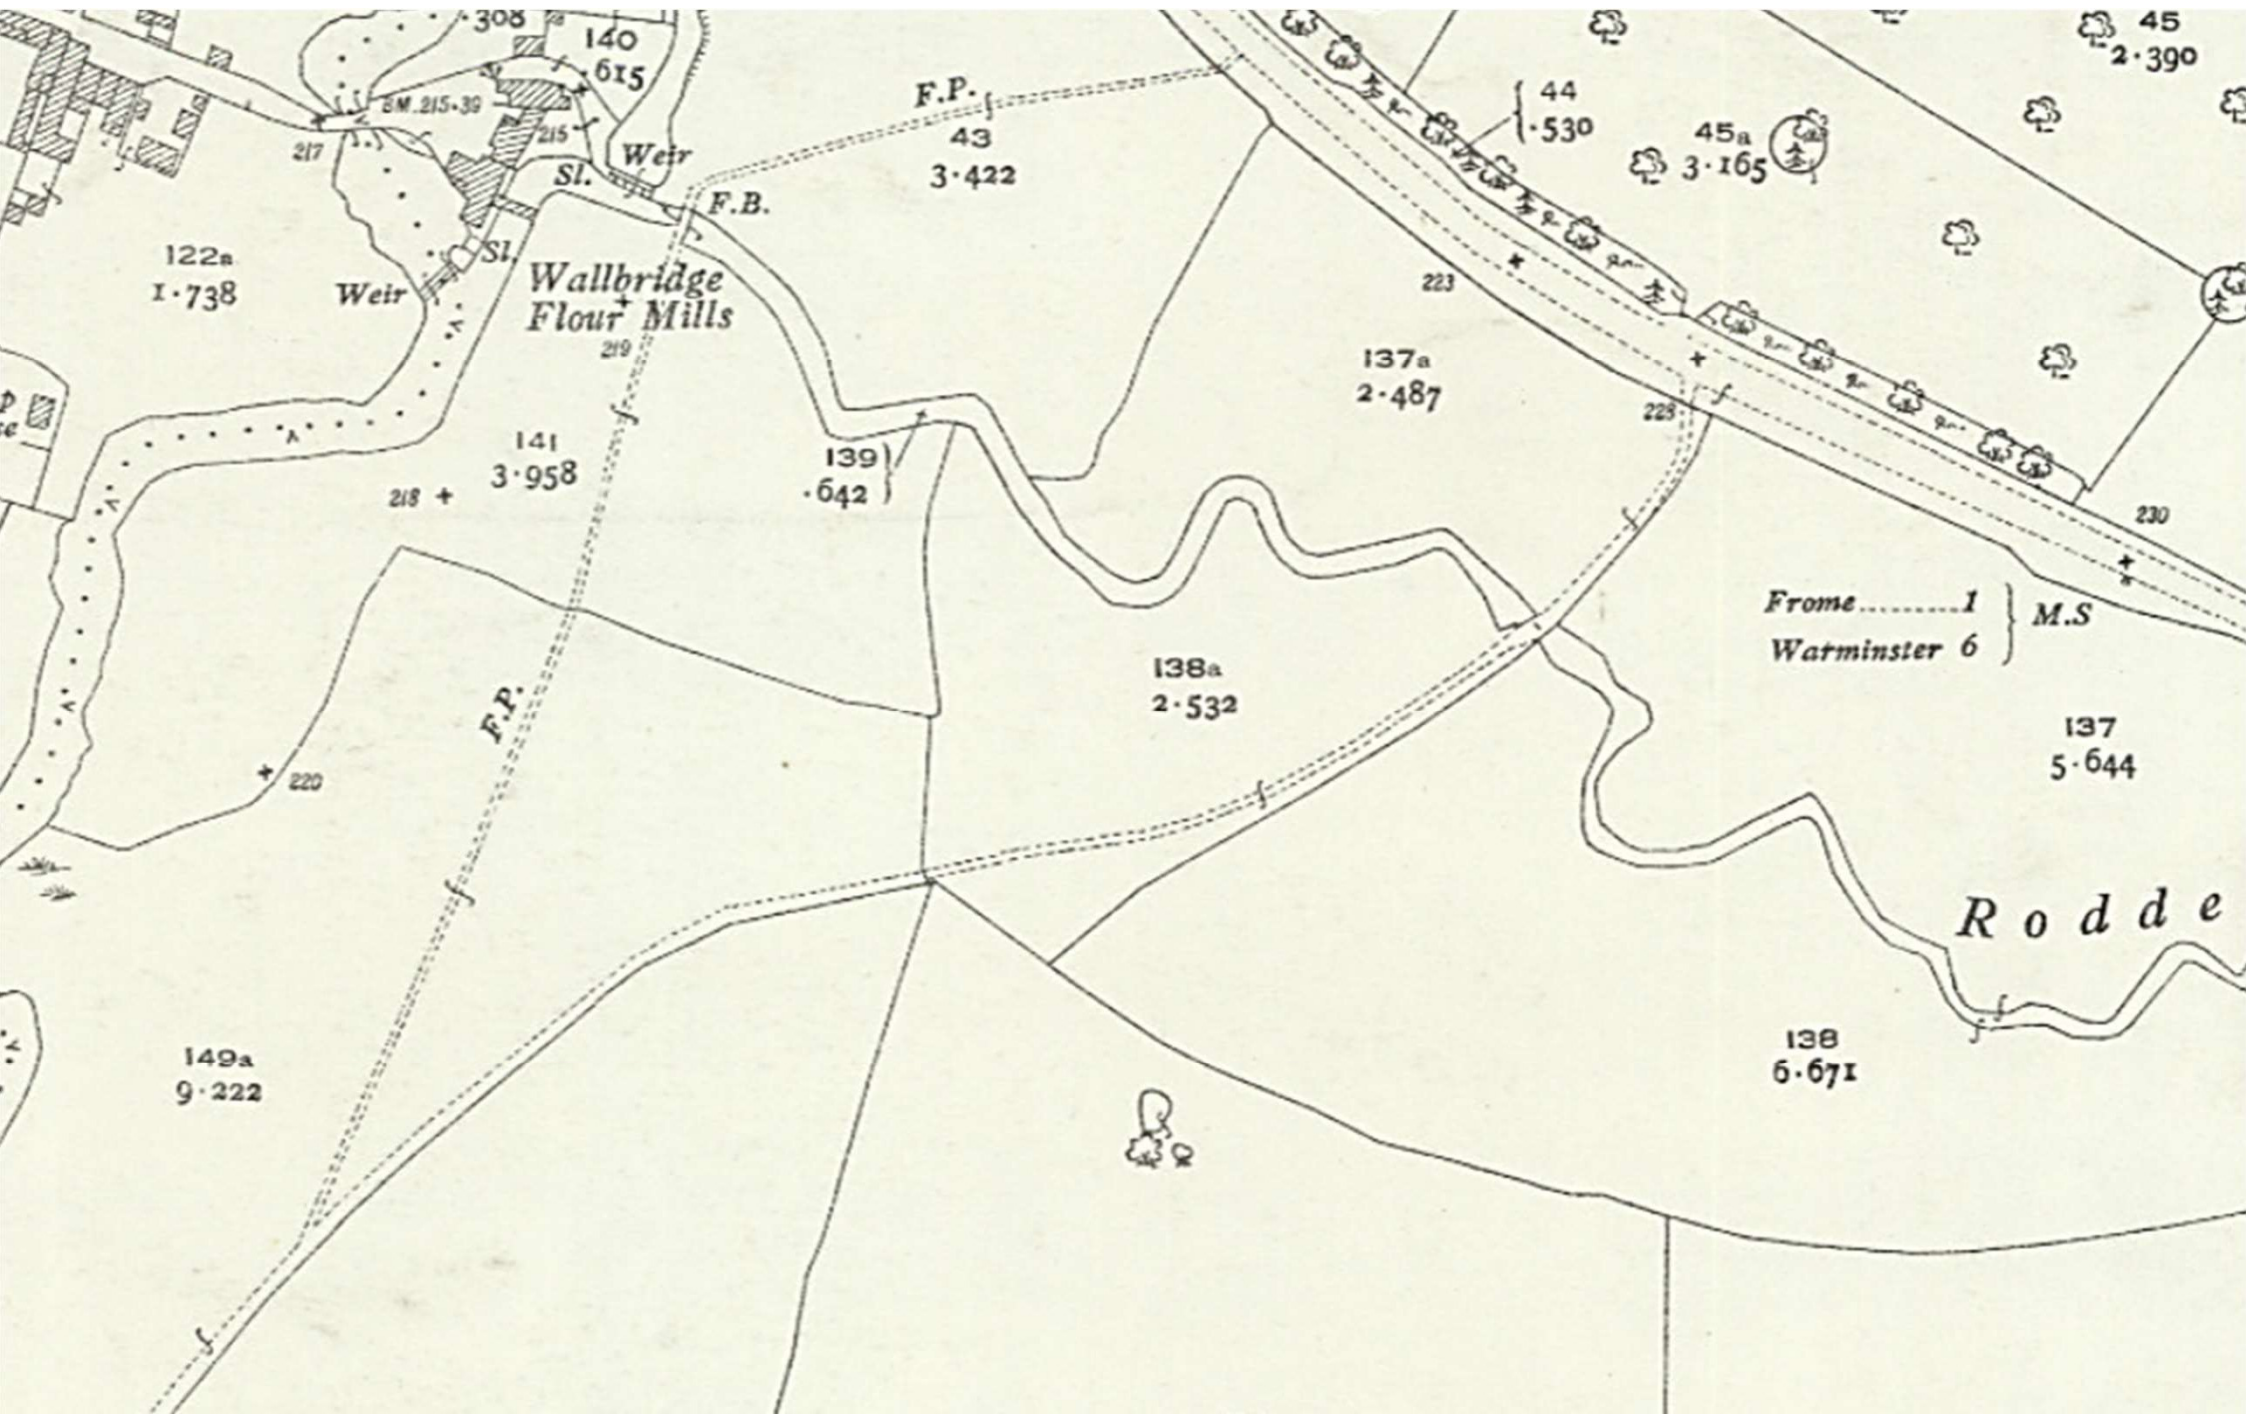 .308
140
.615
45
2.390
B.M.215.39
215
217
Weir
Sl.
F.B.
F.P.
43
3.422
44
.530
45a
3.165
122a
1.738
Weir
Sl.
Wallbridge
Flour Mills
219
223
137a
2.487
228
141
3.958
218
139
.642
230
Frome..........1
Warminster 6
M.S
138a
2.532
F.P.
220
137
5.644
Rodde
149a
9.222
138
6.671